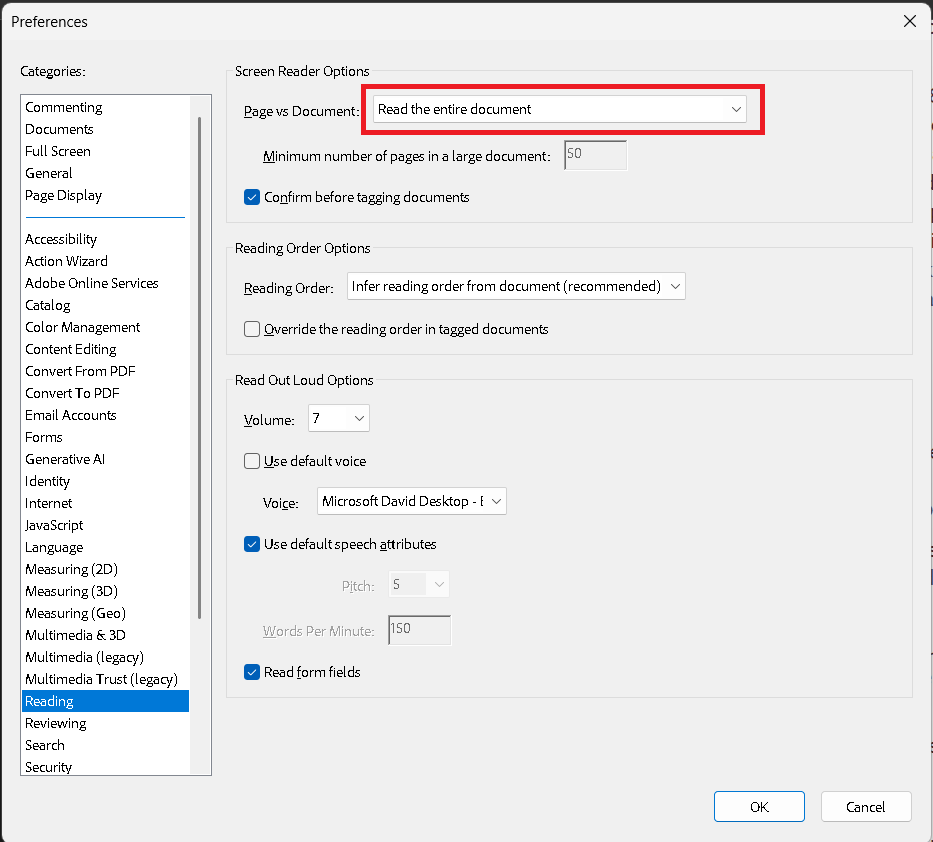 Preferences
Categories:
Commenting
Documents
Full Screen
General
Page Display
Accessibility
Action Wizard
Adobe Online Services
Catalog
Color Management
Content Editing
Convert From PDF
Convert To PDF
Email Accounts
Forms
Generative AI
Identity
Internet
JavaScript
Language
Measuring (2D)
Measuring (3D)
Measuring (Geo)
Multimedia & 3D
Multimedia (legacy)
Multimedia Trust (legacy)
Reading
Reviewing
Search
Security
Screen Reader Options
Page vs Document: Read the entire document
Minimum number of pages in a large document: 50
Confirm before tagging documents
Reading Order Options
Reading Order: Infer reading order from document (recommended)
Override the reading order in tagged documents
Read Out Loud Options
Volume: 7
Use default voice
Voice: Microsoft David Desktop -
Use default speech attributes
Pitch: 5
Words Per Minute: 150
Read form fields
OK Cancel